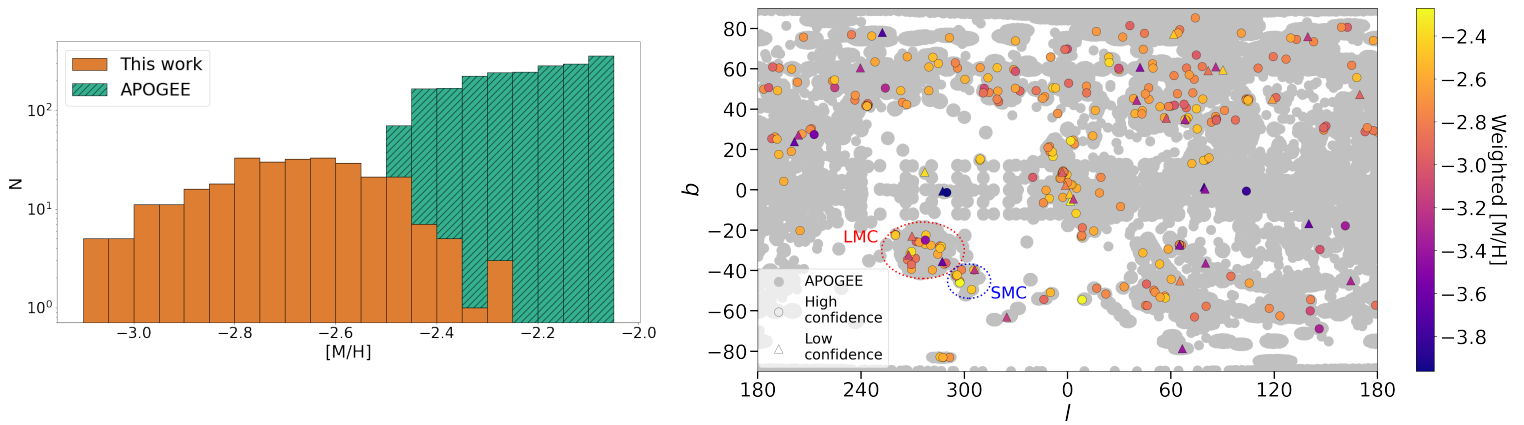 This work
APOGEE
N
10²
10¹
10⁰
−3.0 −2.8 −2.6 −2.4 −2.2 −2.0
[M/H]
b
80
60
40
20
0
−20
−40
−60
−80
LMC
SMC
APOGEE
High
confidence
Low
confidence
180 240 300 0 60 120 180
l
−2.4
−2.6
−2.8
−3.0
−3.2
−3.4
−3.6
−3.8
Weighted [M/H]